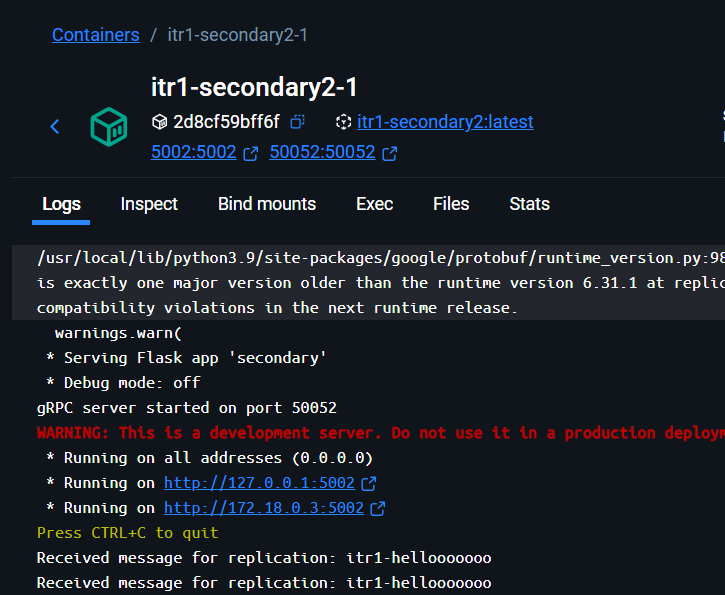 Containers / itr1-secondary2-1
itr1-secondary2-1
2d8cf59bff6f itr1-secondary2:latest
5002:5002 50052:50052
Logs Inspect Bind mounts Exec Files Stats
/usr/local/lib/python3.9/site-packages/google/protobuf/runtime_version.py:98
is exactly one major version older than the runtime version 6.31.1 at replic
compatibility violations in the next runtime release.
warnings.warn(
* Serving Flask app 'secondary'
* Debug mode: off
gRPC server started on port 50052
WARNING: This is a development server. Do not use it in a production deploym
* Running on all addresses (0.0.0.0)
* Running on http://127.0.0.1:5002
* Running on http://172.18.0.3:5002
Press CTRL+C to quit
Received message for replication: itr1-hellooooooo
Received message for replication: itr1-hellooooooo